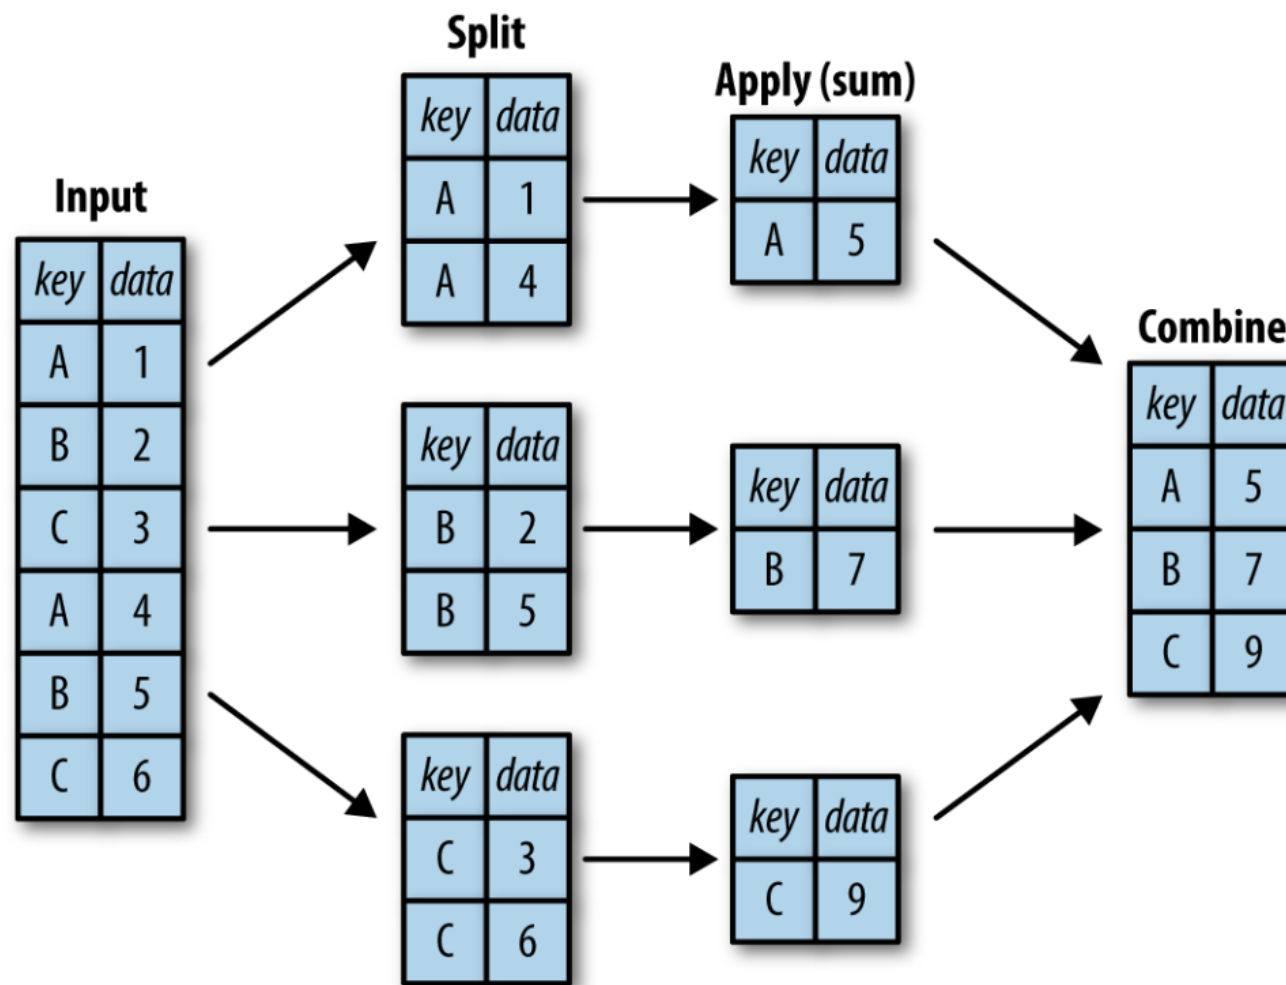 Input
key data
A 1
B 2
C 3
A 4
B 5
C 6
Split
key data
A 1
A 4
key data
B 2
B 5
key data
C 3
C 6
Apply (sum)
key data
A 5
key data
B 7
key data
C 9
Combine
key data
A 5
B 7
C 9